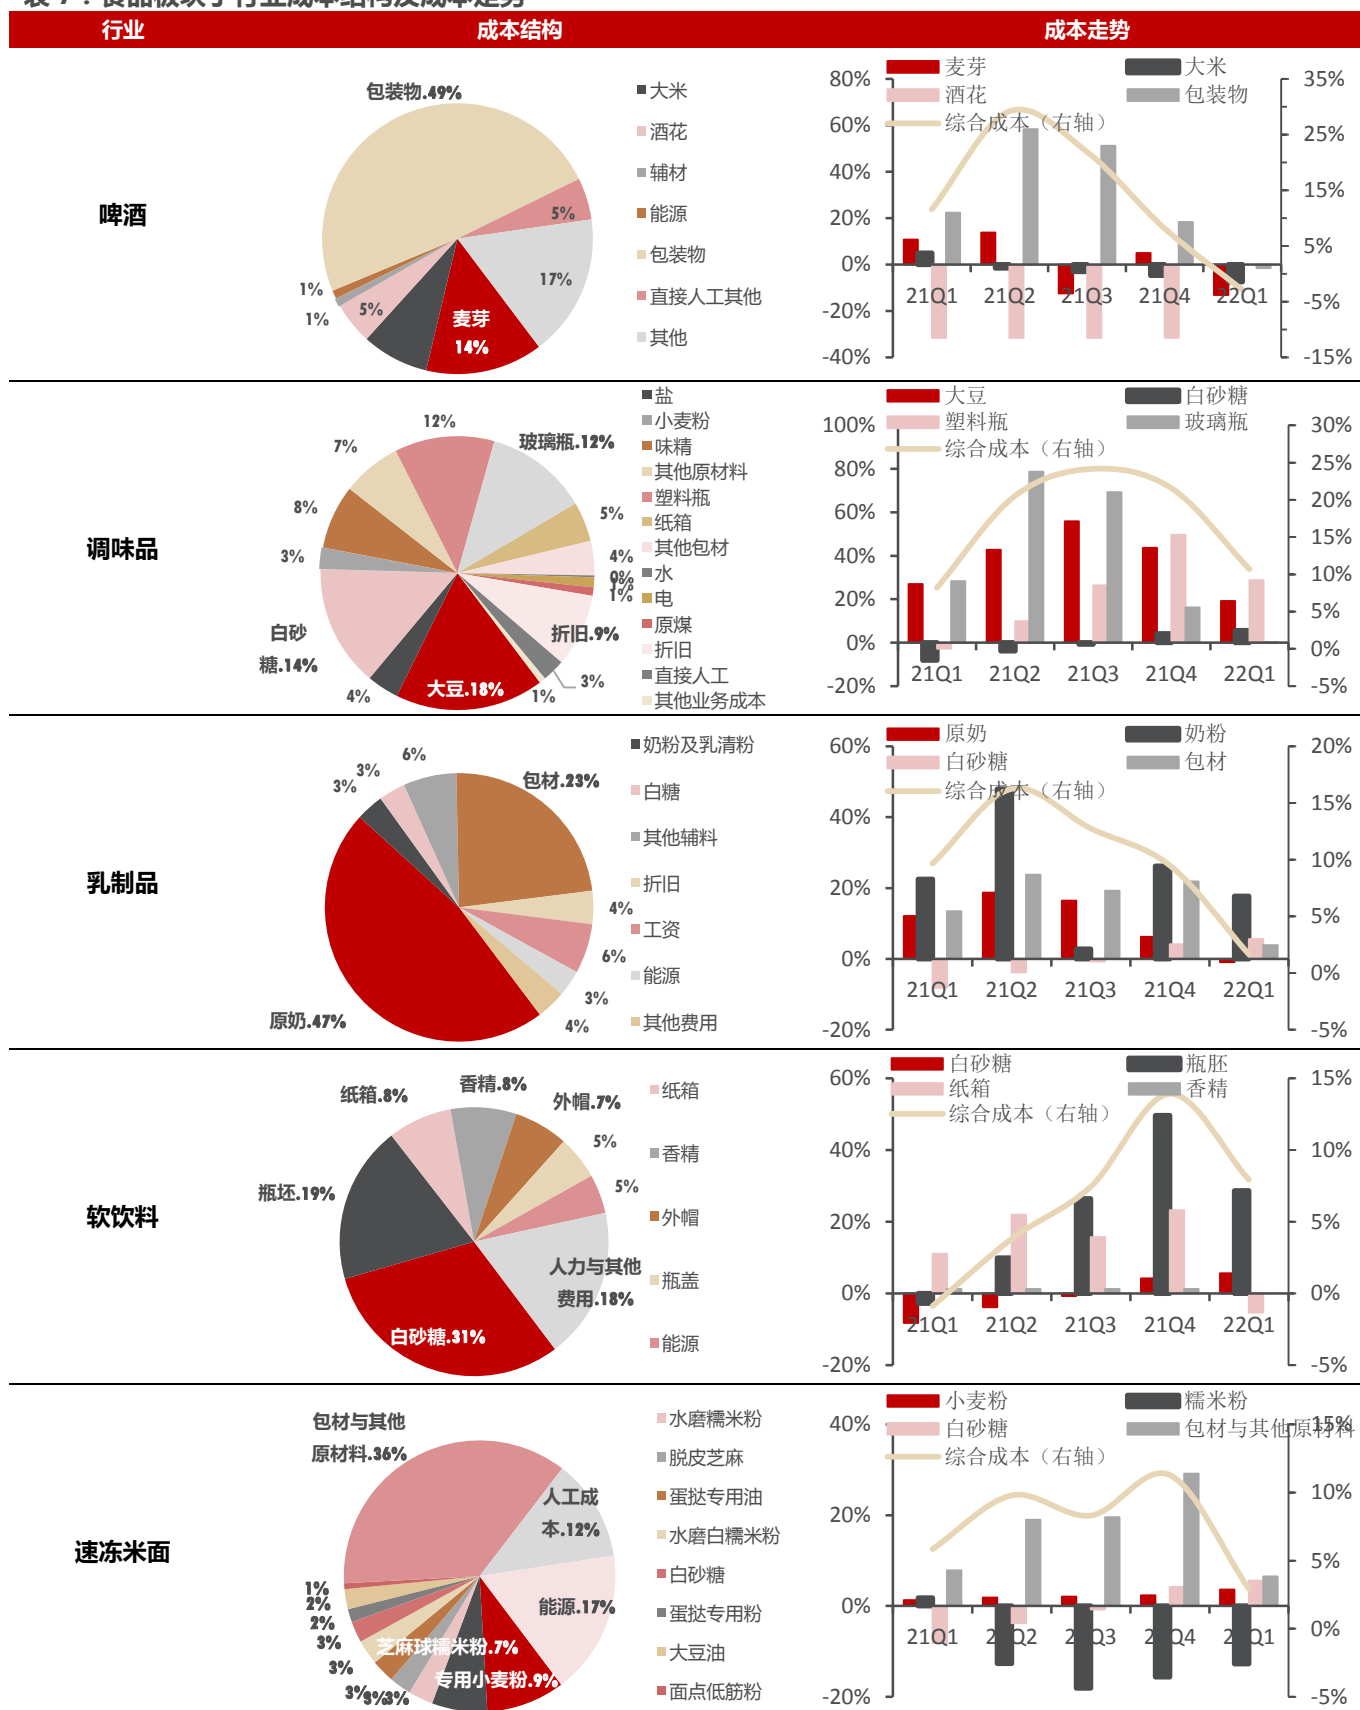 表 7：食品板块子行业成本结构及成本走势
行业 成本结构 成本走势
啤酒
包装物,49%
5%
17%
麦芽
14%
5%
1%
1%
大米
酒花
辅材
能源
包装物
直接人工其他
其他
麦芽 大米
酒花 包装物
综合成本（右轴）
80%
60%
40%
20%
0%
-20%
-40%
35%
25%
15%
5%
-5%
-15%
21Q1 21Q2 21Q3 21Q4 22Q1
调味品
12%
玻璃瓶,12%
7%
8%
3%
白砂
糖,14%
4%
大豆,18%
1%
3%
折旧,9%
5%
4%
0%
1%
1%
盐
小麦粉
味精
其他原材料
塑料瓶
纸箱
其他包材
水
电
原煤
折旧
直接人工
其他业务成本
大豆 白砂糖
塑料瓶 玻璃瓶
综合成本（右轴）
100%
80%
60%
40%
20%
0%
-20%
30%
25%
20%
15%
10%
5%
0%
-5%
21Q1 21Q2 21Q3 21Q4 22Q1
乳制品
6%
3%
3%
包材,23%
4%
6%
3%
4%
原奶,47%
奶粉及乳清粉
白糖
其他辅料
折旧
工资
能源
其他费用
原奶 奶粉
白砂糖 包材
综合成本（右轴）
60%
40%
20%
0%
-20%
20%
15%
10%
5%
0%
-5%
21Q1 21Q2 21Q3 21Q4 22Q1
软饮料
纸箱,8%
香精,8%
外帽,7%
5%
5%
瓶坯,19%
人力与其他
费用,18%
白砂糖,31%
纸箱
香精
外帽
瓶盖
能源
白砂糖 瓶胚
纸箱 香精
综合成本（右轴）
60%
40%
20%
0%
-20%
15%
10%
5%
0%
-5%
21Q1 21Q2 21Q3 21Q4 22Q1
速冻米面
包材与其他
原材料,36%
人工成
本,12%
能源,17%
专用小麦粉,9%
芝麻球糯米粉,7%
1%
2%
2%
3%
3%
3%
3%
3%
水磨糯米粉
脱皮芝麻
蛋挞专用油
水磨白糯米粉
白砂糖
蛋挞专用粉
大豆油
面点低筋粉
小麦粉 糯米粉
白砂糖 包材与其他原材料
综合成本（右轴）
40%
20%
0%
-20%
15%
10%
5%
0%
-5%
21Q1 21Q2 21Q3 21Q4 22Q1